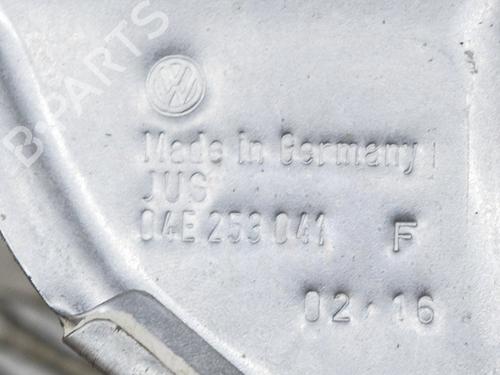 B-PARTS
Made in Germany
JUS
04E 253 041 F
02 16